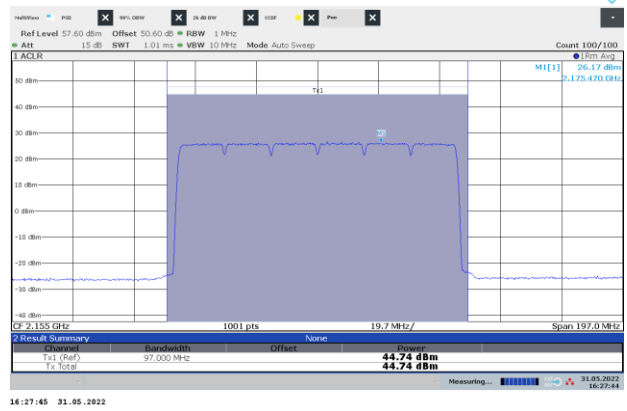 MultiView PSD X 99% OBW X 26 dB BW X CCDF X Pwr X
Ref Level 57.60 dBm Offset 50.60 dB RBW 1 MHz
Att 15 dB SWT 1.01 ms VBW 10 MHz Mode Auto Sweep Count 100/100
1 ACLR 1Rm Avg
M1[1] 26.17 dBm
2.175 470 GHz
50 dBm
Tx1
40 dBm
30 dBm
M1
20 dBm
10 dBm
0 dBm
-10 dBm
-20 dBm
-30 dBm
-40 dBm
CF 2.155 GHz 1001 pts 19.7 MHz/ Span 197.0 MHz
2 Result Summary None
Channel Bandwidth Offset Power
Tx1 (Ref) 97.000 MHz 44.74 dBm
Tx Total 44.74 dBm
Measuring... 31.05.2022
16:27:44
16:27:45 31.05.2022